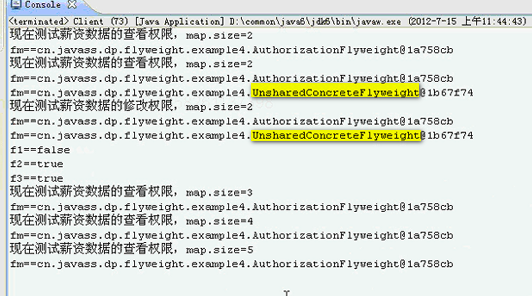 Console
<terminated> Client (73) [Java Application] D:\common\java6\jdk6\bin\javaw.exe (2012-7-15 上午11:44:43)
现在测试薪资数据的查看权限，map.size=2
fm==cn.javass.dp.flyweight.example4.AuthorizationFlyweight@1a758cb
现在测试薪资数据的查看权限，map.size=2
fm==cn.javass.dp.flyweight.example4.AuthorizationFlyweight@1a758cb
fm==cn.javass.dp.flyweight.example4.UnsharedConcreteFlyweight@1b67f74
现在测试薪资数据的修改权限，map.size=2
fm==cn.javass.dp.flyweight.example4.AuthorizationFlyweight@1a758cb
fm==cn.javass.dp.flyweight.example4.UnsharedConcreteFlyweight@1b67f74
f1==false
f2==true
f3==true
现在测试薪资数据的查看权限，map.size=3
fm==cn.javass.dp.flyweight.example4.AuthorizationFlyweight@1a758cb
现在测试薪资数据的查看权限，map.size=4
fm==cn.javass.dp.flyweight.example4.AuthorizationFlyweight@1a758cb
现在测试薪资数据的查看权限，map.size=5
fm==cn.javass.dp.flyweight.example4.AuthorizationFlyweight@1a758cb